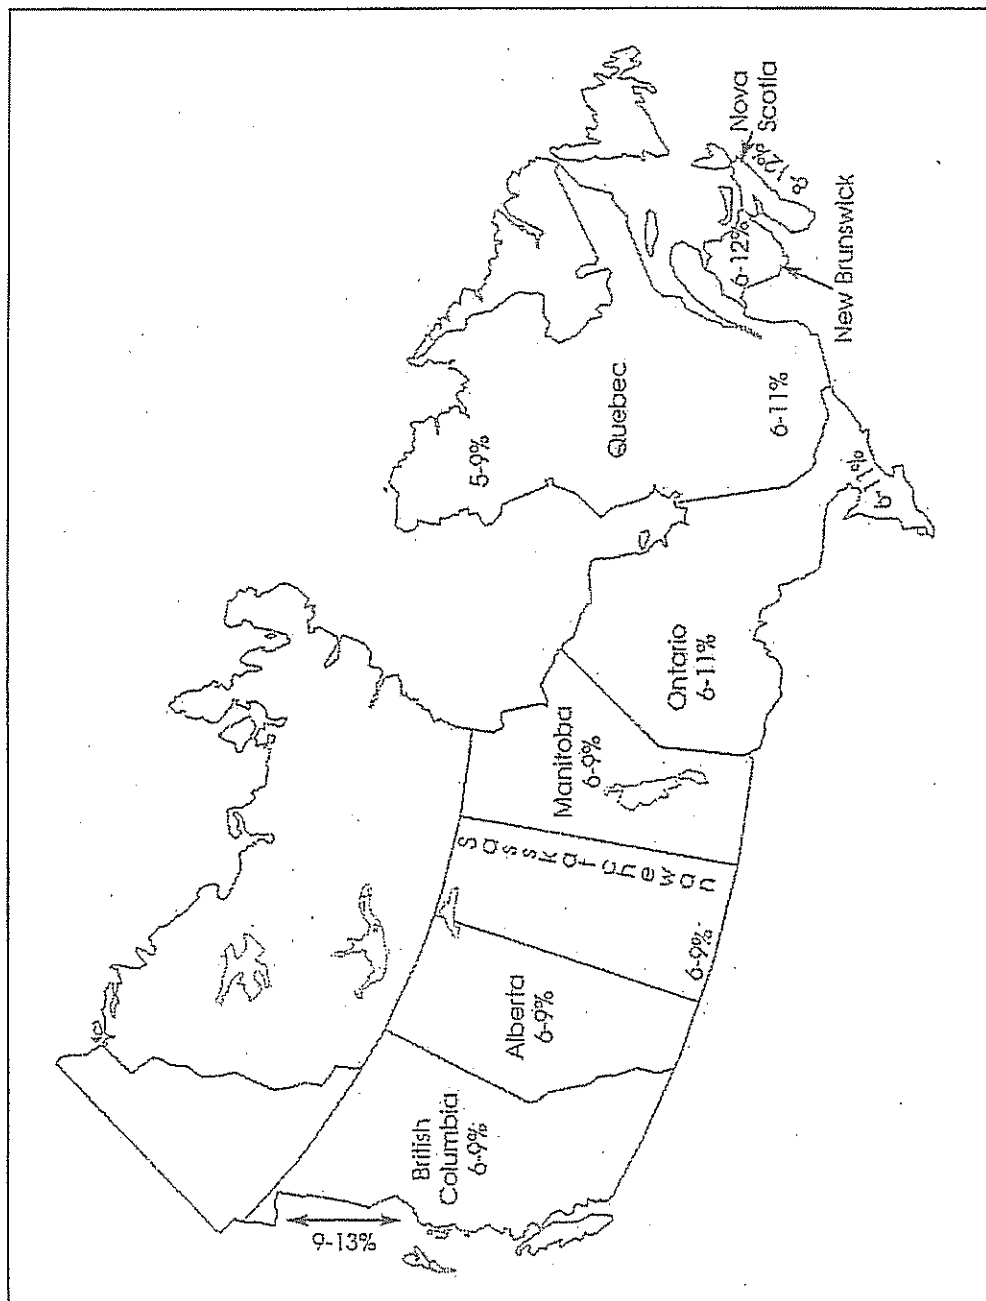 9-13%
British
Columbia
6-9%
Alberta
6-9%
Saskatchewan
6-9%
Manitoba
6-9%
Ontario
6-11%
5-9%
Quebec
6-11%
6-12%
New Brunswick
Nova
Scotia